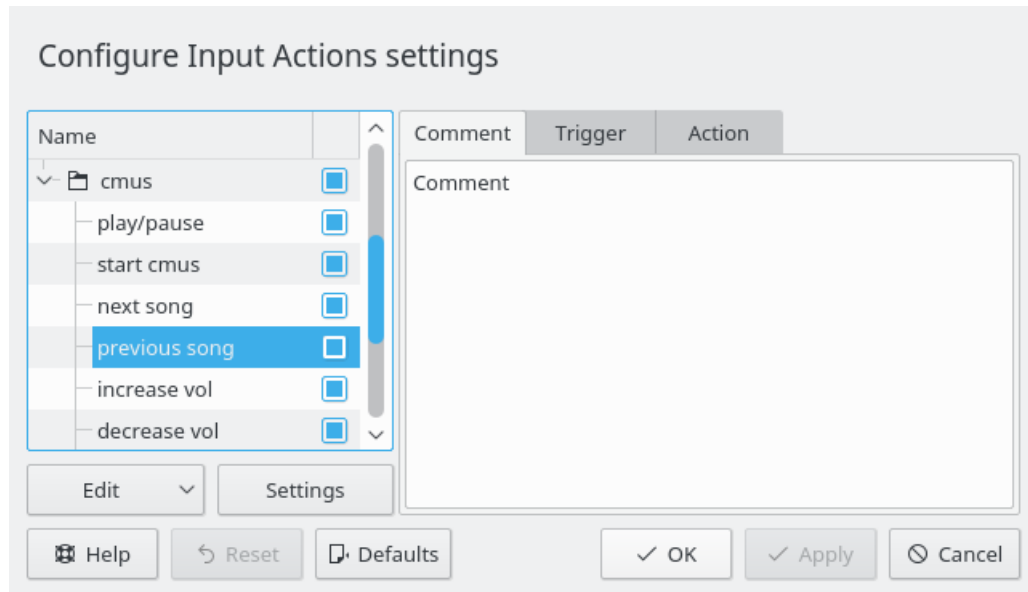 Configure Input Actions settings
Name
Comment Trigger Action
cmus
Comment
play/pause
start cmus
next song
previous song
increase vol
decrease vol
Edit Settings
Help Reset Defaults OK Apply Cancel